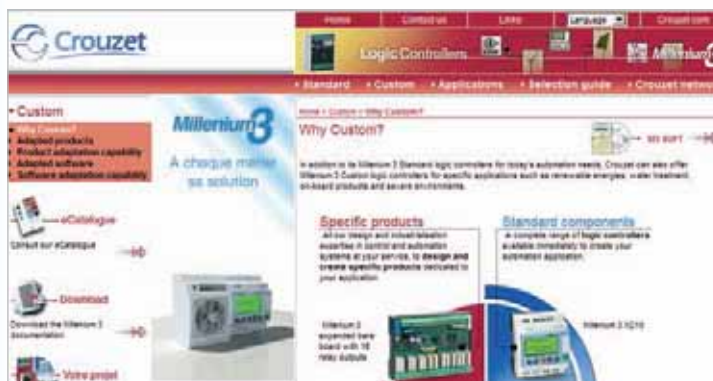 Home Contact us Links Language Crouzet.com
Crouzet
Logic Controllers Millenium 3
Standard Custom Applications Selection guide Crouzet network
Custom
Why Custom?
Adapted products
Product adaptation capability
Adapted software
Software adaptation capability
eCatalogue
Consult our eCatalogue
Download
Download the Millenium 3
documentation
Votre projet
Millenium 3
A chaque métier
sa solution
Home > Custom > Why Custom?
Why Custom?
M3 SOFT
In addition to its Millenium 3 Standard logic controllers for today's automation needs, Crouzet can also offer
Millenium 3 Custom logic controllers for specific applications such as renewable energies, water treatment,
on-board products and severe environments.
Specific products
All our design and industrialisation
expertise in control and automation
systems at your service, to design and
create specific products dedicated to
your application.
Millenium 3
expanded bare
board with 16
relay outputs
Standard components
A complete range of logic controllers
available immediately to create your
automation application.
Millenium 3 XD10